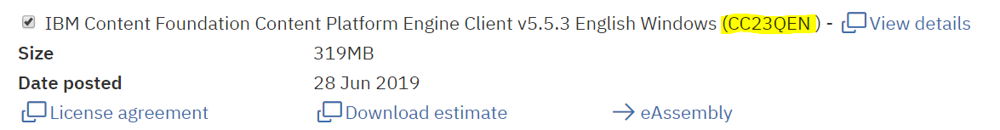 IBM Content Foundation Content Platform Engine Client v5.5.3 English Windows (CC23QEN ) - View details
Size 319MB
Date posted 28 Jun 2019
License agreement Download estimate eAssembly